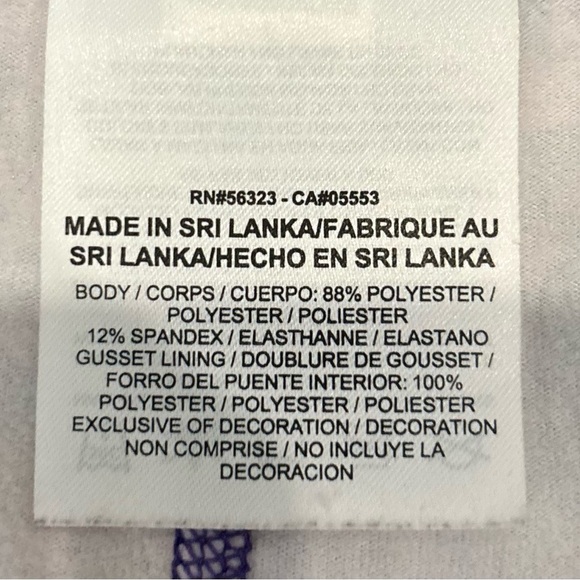 RN#56323 - CA#05553
MADE IN SRI LANKA/FABRIQUE AU
SRI LANKA/HECHO EN SRI LANKA
BODY / CORPS / CUERPO: 88% POLYESTER /
POLYESTER / POLIESTER
12% SPANDEX / ELASTHANNE / ELASTANO
GUSSET LINING / DOUBLURE DE GOUSSET /
FORRO DEL PUENTE INTERIOR: 100%
POLYESTER / POLYESTER / POLIESTER
EXCLUSIVE OF DECORATION / DECORATION
NON COMPRISE / NO INCLUYE LA
DECORACION